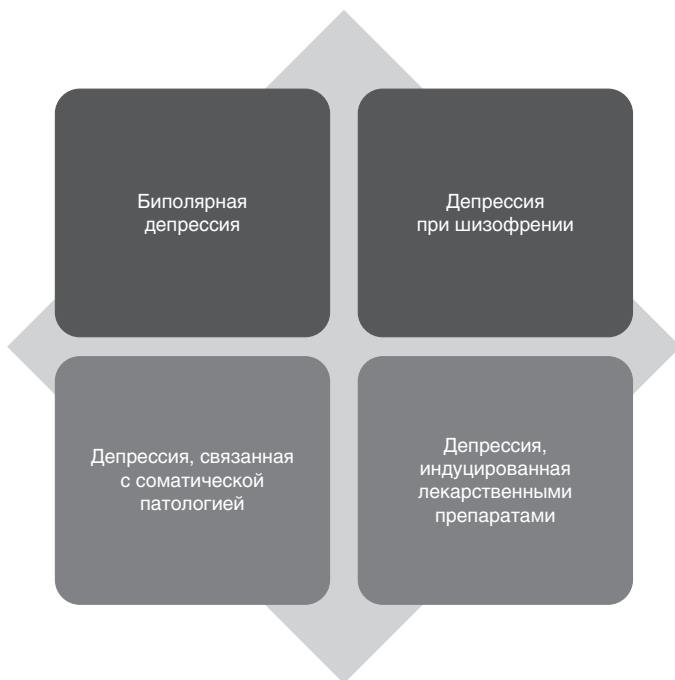 Биполярная
депрессия
Депрессия
при шизофрении
Депрессия, связанная
с соматической
патологией
Депрессия,
индуцированная
лекарственными
препаратами